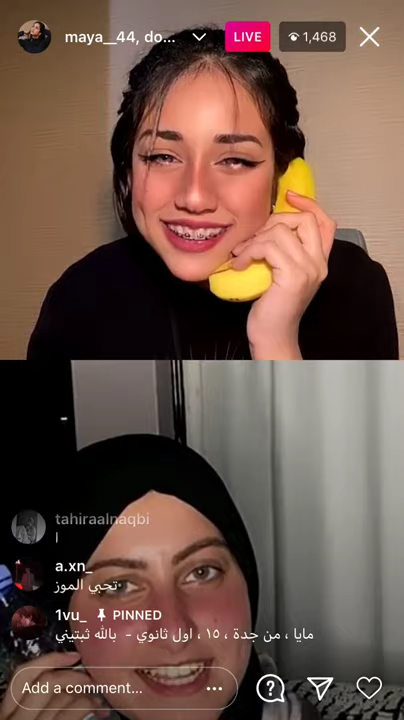 maya__44, do...
LIVE
1,468
tahiraalnaqbi
ا
a.xn_
تحبي الموز
1vu_ PINNED
مايا ، من جدة ، ١٥ ، اول ثانوي - بالله ثبتيني
Add a comment...